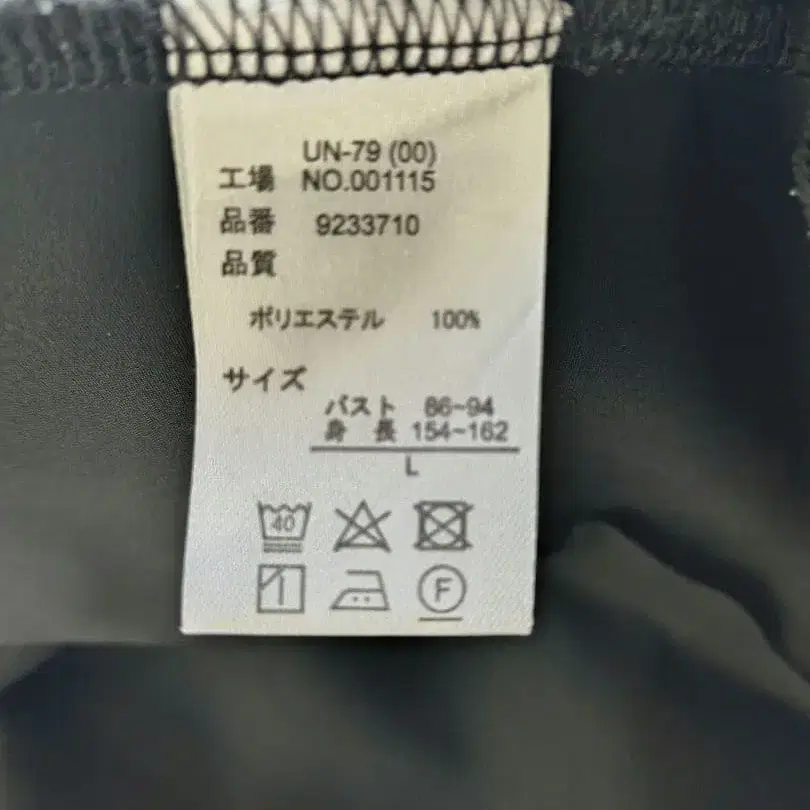 UN-79 (00)
工場 NO.001115
品番 9233710
品質
ポリエステル 100%
サイズ
バスト 86~94
身 長 154~162
L
40
F